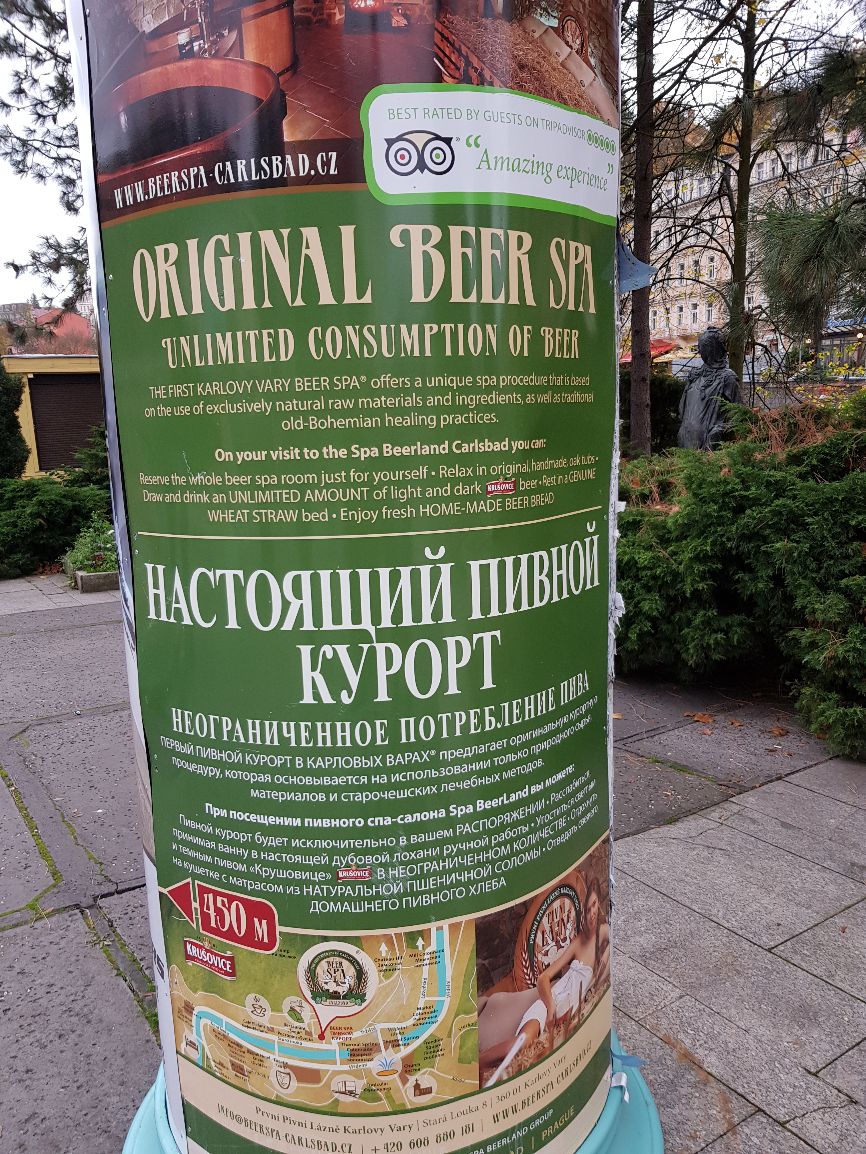 WWW.BEERSPA-CARLSBAD.CZ
BEST RATED BY GUESTS ON TRIPADVISOR
“Amazing experience”
ORIGINAL BEER SPA
UNLIMITED CONSUMPTION OF BEER
THE FIRST KARLOVY VARY BEER SPA® offers a unique spa procedure that is based
on the use of exclusively natural raw materials and ingredients, as well as traditional
old-Bohemian healing practices.
On your visit to the Spa Beerland Carlsbad you can:
Reserve the whole beer spa room just for yourself • Relax in original, handmade, oak tubs •
Draw and drink an UNLIMITED AMOUNT of light and dark KRUŠOVICE beer • Rest in a GENUINE
WHEAT STRAW bed • Enjoy fresh HOME-MADE BEER BREAD
НАСТОЯЩИЙ ПИВНОЙ
КУРОРТ
НЕОГРАНИЧЕННОЕ ПОТРЕБЛЕНИЕ ПИВА
ПЕРВЫЙ ПИВНОЙ КУРОРТ В КАРЛОВЫХ ВАРАХ® предлагает оригинальную курортную
процедуру, которая основывается на использовании только природного сырья,
материалов и старочешских лечебных методов.
При посещении пивного спа-салона Spa BeerLand вы можете:
Пивной курорт будет исключительно в вашем РАСПОРЯЖЕНИИ • Расслабиться,
принимая ванну в настоящей дубовой лохани ручной работы • Угоститься светлым
и темным пивом «Крушовице» KRUŠOVICE В НЕОГРАНИЧЕННОМ КОЛИЧЕСТВЕ • Отдохнуть
на кушетке с матрасом из НАТУРАЛЬНОЙ ПШЕНИЧНОЙ СОЛОМЫ • Отведать свежего
ДОМАШНЕГО ПИВНОГО ХЛЕБА
450 м
KRUŠOVICE
BEER
SPA
BEER SPA
КУРОРТ
První Pivní Lázně Karlovy Vary | Stará Louka 8 | 360 01 Karlovy Vary
INFO@BEERSPA-CARLSBAD.CZ | +420 608 880 181 | WWW.BEERSPA-CARLSBAD.CZ
SPA BEERLAND GROUP
PRAGUE